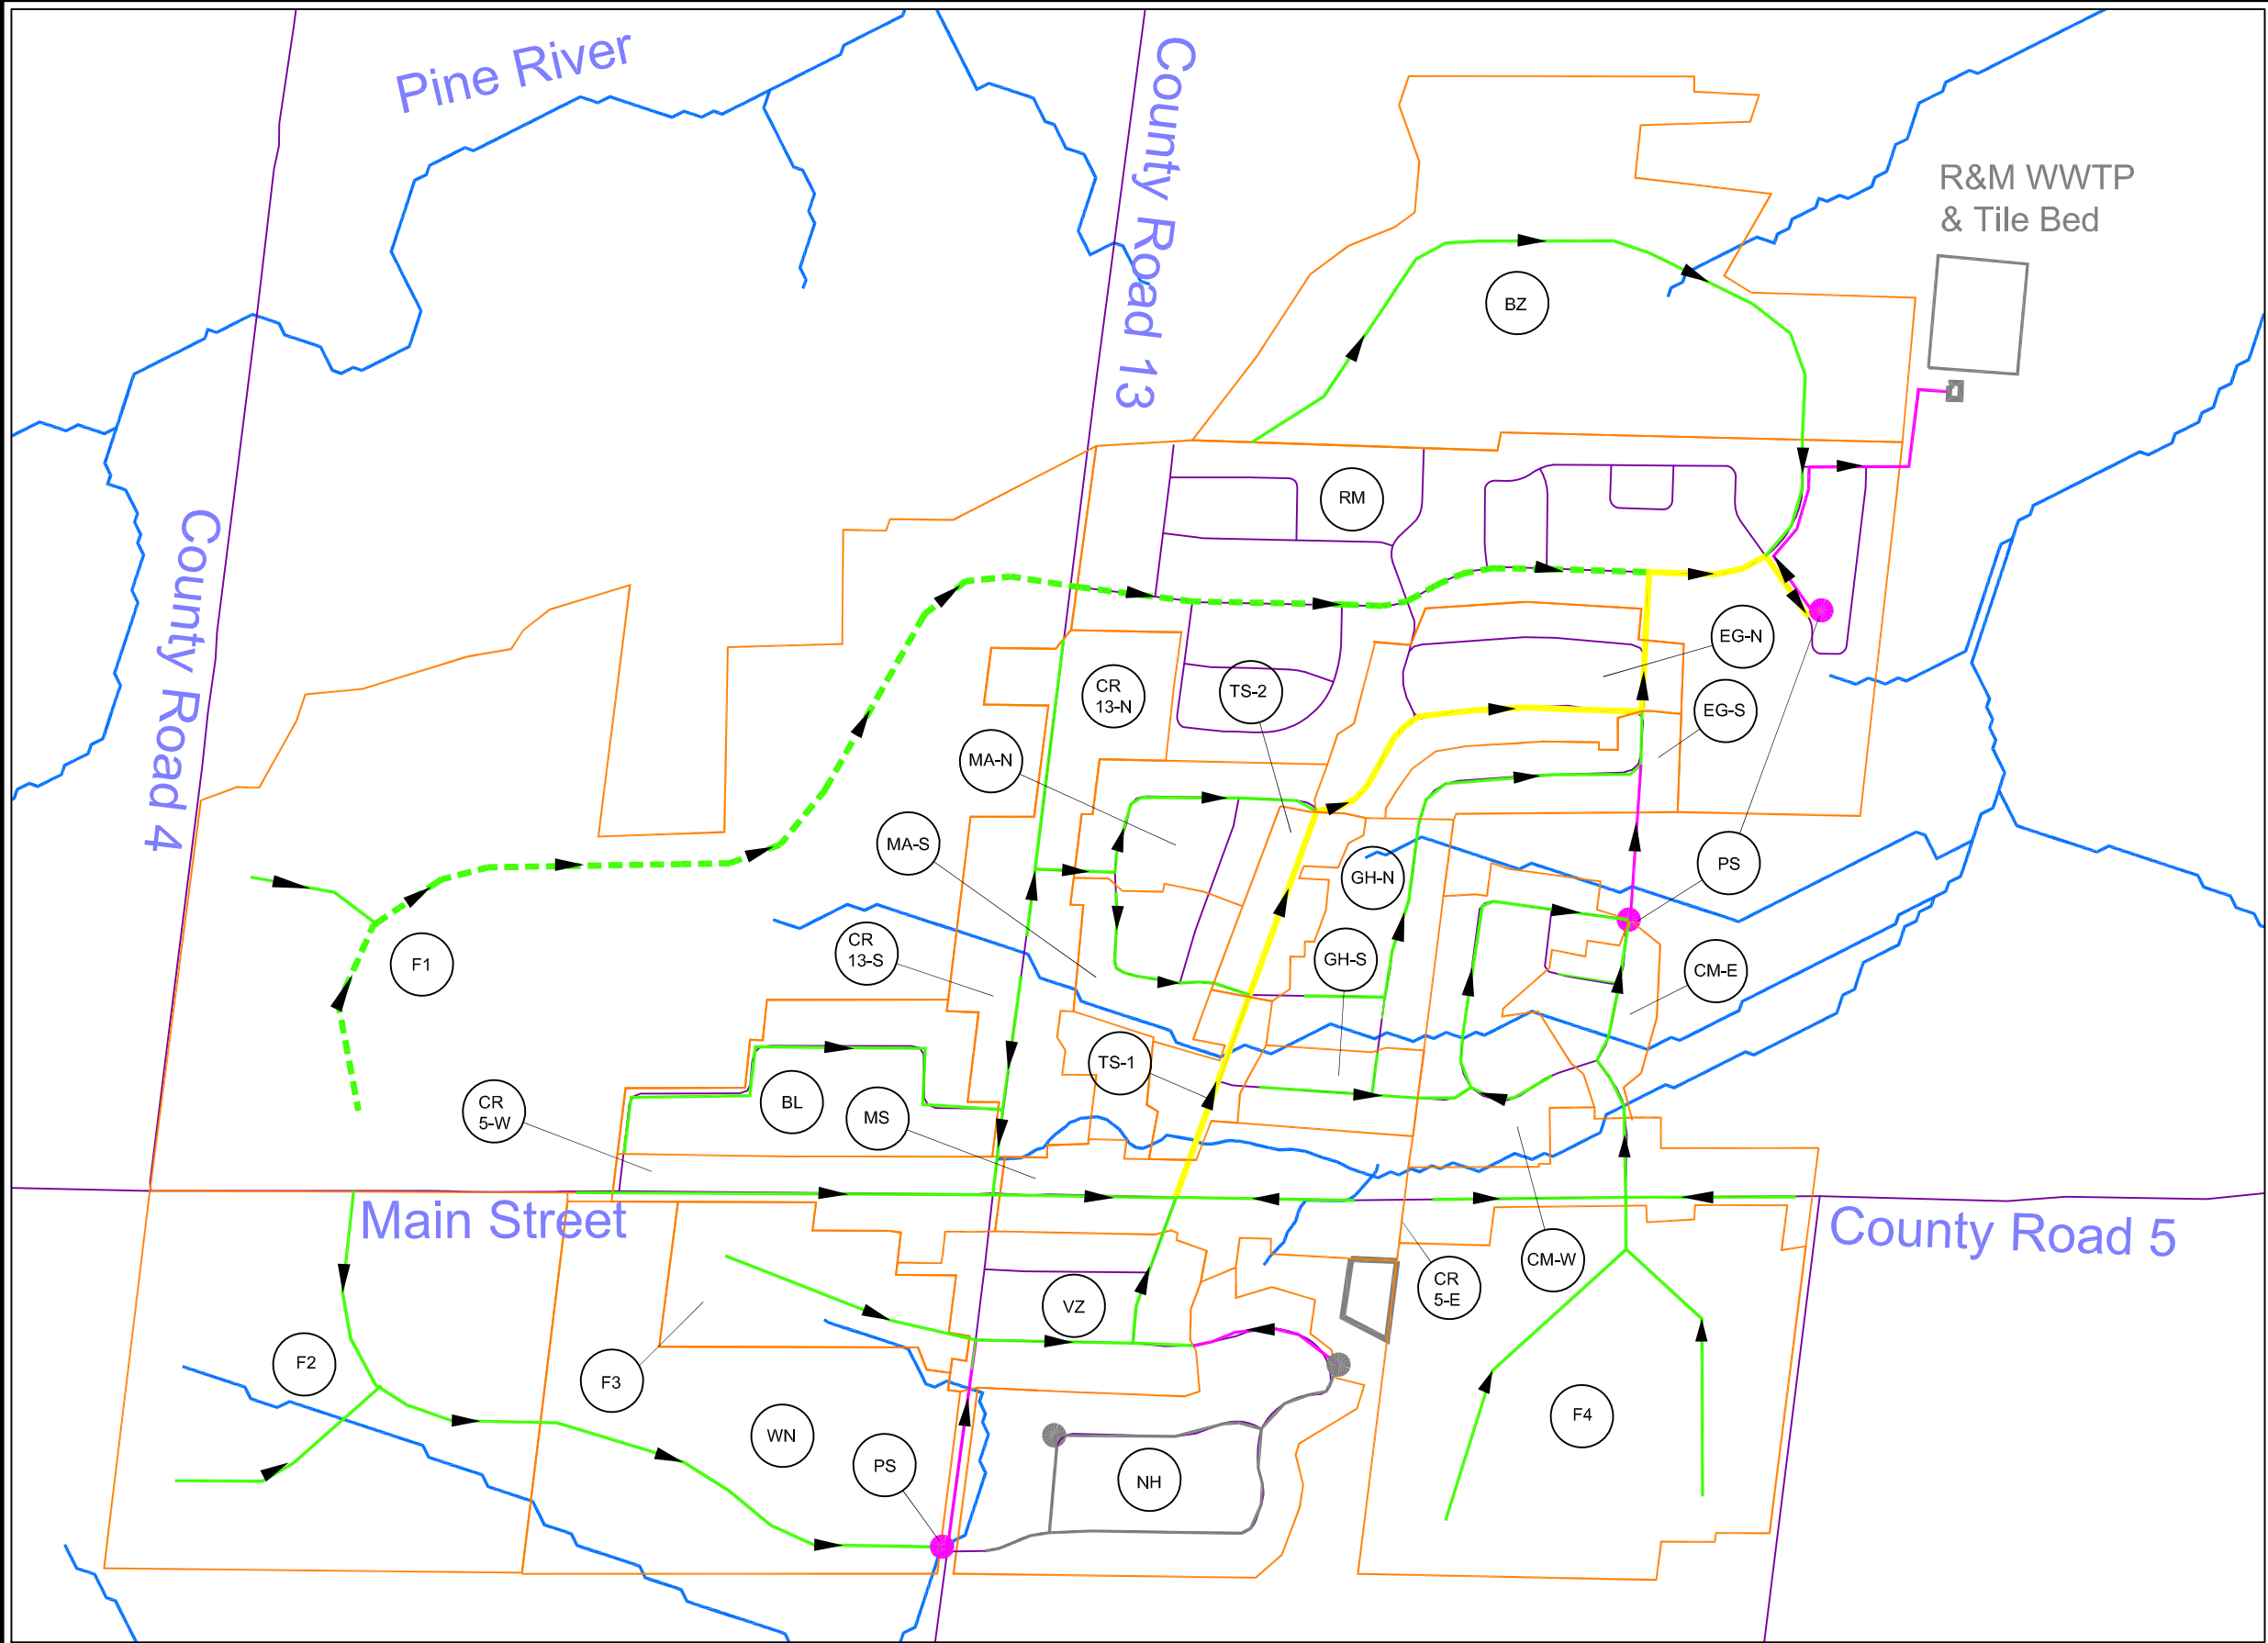 Pine River
County Road 13
R&M WWTP
& Tile Bed
BZ
RM
County Road 4
EG-N
TS-2
CR
13-N
EG-S
MA-N
MA-S
PS
GH-N
CR
13-S
F1
GH-S
CM-E
TS-1
BL
CR
5-W
MS
Main Street
County Road 5
CM-W
CR
5-E
VZ
F2
F3
F4
WN
PS
NH